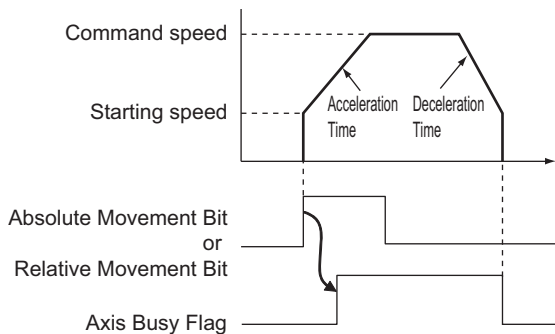 Command speed
Acceleration
Time
Deceleration
Time
Starting speed
Absolute Movement Bit
or
Relative Movement Bit
Axis Busy Flag